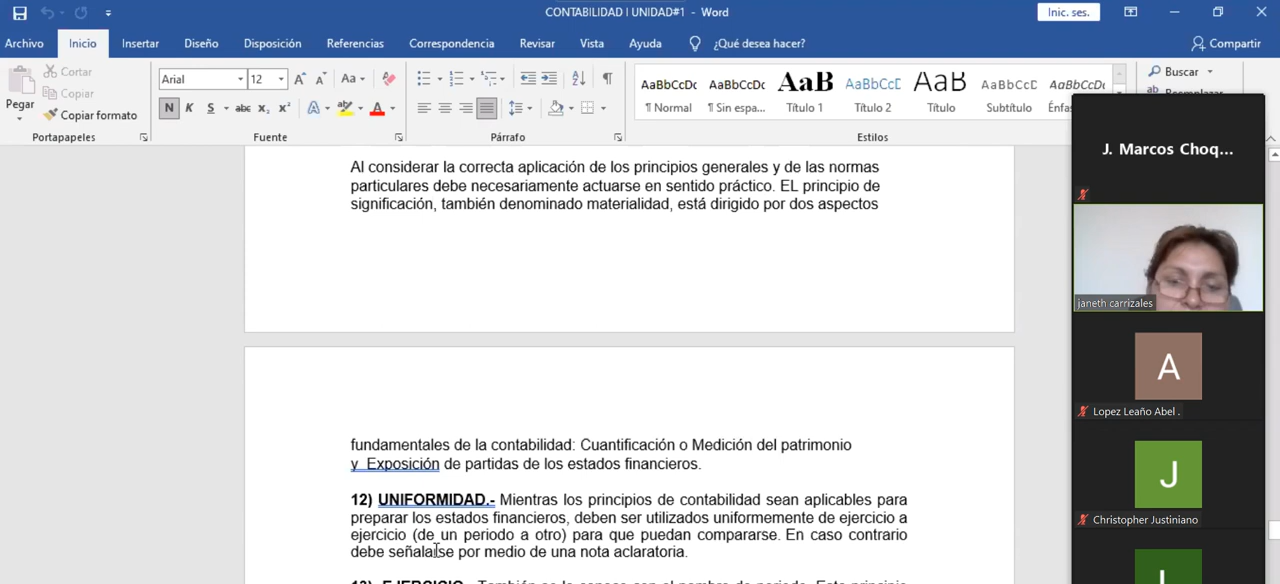 CONTABILIDAD I UNIDAD#1 - Word
Inic. ses.
Archivo Inicio Insertar Diseño Disposición Referencias Correspondencia Revisar Vista Ayuda ¿Qué desea hacer? Compartir
Pegar
Cortar
Copiar
Copiar formato
Portapapeles
Arial 12
Aa
N K S abc x₂ x² A A
Fuente
Párrafo
AaBbCcDc AaBbCcDc AaB AaBbCcD AaB AaBbCcD AaBbCcDc
¶ Normal ¶ Sin espa... Título 1 Título 2 Título Subtítulo
Estilos
Buscar
Al considerar la correcta aplicación de los principios generales y de las normas
particulares debe necesariamente actuarse en sentido práctico. EL principio de
significación, también denominado materialidad, está dirigido por dos aspectos
fundamentales de la contabilidad: Cuantificación o Medición del patrimonio
y Exposición de partidas de los estados financieros.
12) UNIFORMIDAD.- Mientras los principios de contabilidad sean aplicables para
preparar los estados financieros, deben ser utilizados uniformemente de ejercicio a
ejercicio (de un periodo a otro) para que puedan compararse. En caso contrario
debe señalarse por medio de una nota aclaratoria.
J. Marcos Choq...
janeth carrizales
A
Lopez Leaño Abel .
J
Christopher Justiniano